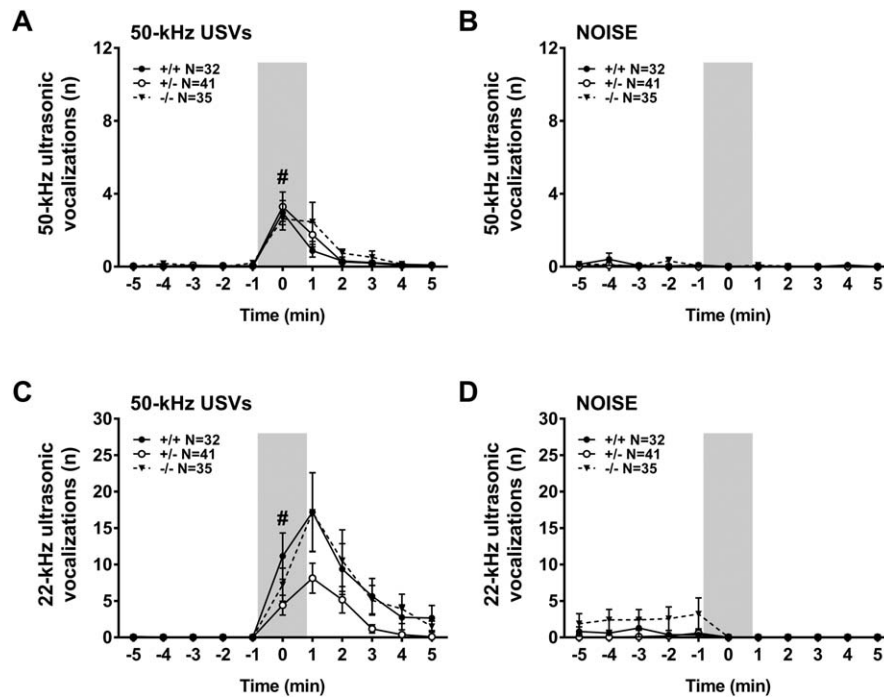 A
50-kHz USVs
+/+ N=32
+/- N=41
-/- N=35
50-kHz ultrasonic
vocalizations (n)
12
8
4
0
#
-5 -4 -3 -2 -1 0 1 2 3 4 5
Time (min)
B
NOISE
+/+ N=32
+/- N=41
-/- N=35
50-kHz ultrasonic
vocalizations (n)
12
8
4
0
-5 -4 -3 -2 -1 0 1 2 3 4 5
Time (min)
C
50-kHz USVs
+/+ N=32
+/- N=41
-/- N=35
22-kHz ultrasonic
vocalizations (n)
30
25
20
15
10
5
0
#
-5 -4 -3 -2 -1 0 1 2 3 4 5
Time (min)
D
NOISE
+/+ N=32
+/- N=41
-/- N=35
22-kHz ultrasonic
vocalizations (n)
30
25
20
15
10
5
0
-5 -4 -3 -2 -1 0 1 2 3 4 5
Time (min)